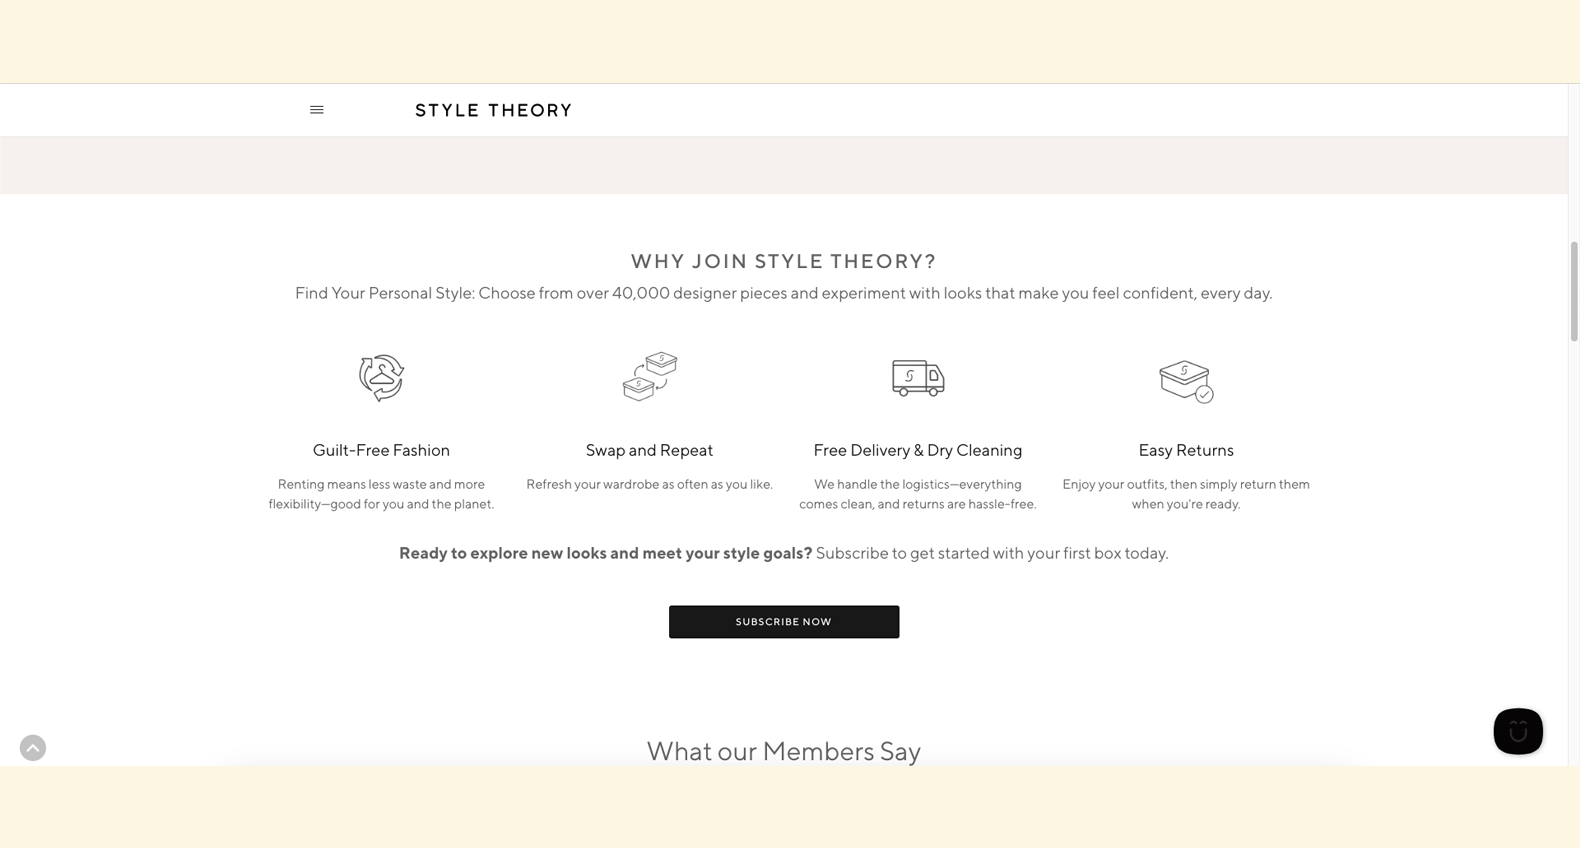 STYLE THEORY
WHY JOIN STYLE THEORY?
Find Your Personal Style: Choose from over 40,000 designer pieces and experiment with looks that make you feel confident, every day.
Guilt-Free Fashion
Renting means less waste and more
flexibility—good for you and the planet.
Swap and Repeat
Refresh your wardrobe as often as you like.
Free Delivery & Dry Cleaning
We handle the logistics—everything
comes clean, and returns are hassle-free.
Easy Returns
Enjoy your outfits, then simply return them
when you're ready.
Ready to explore new looks and meet your style goals? Subscribe to get started with your first box today.
SUBSCRIBE NOW
What our Members Say